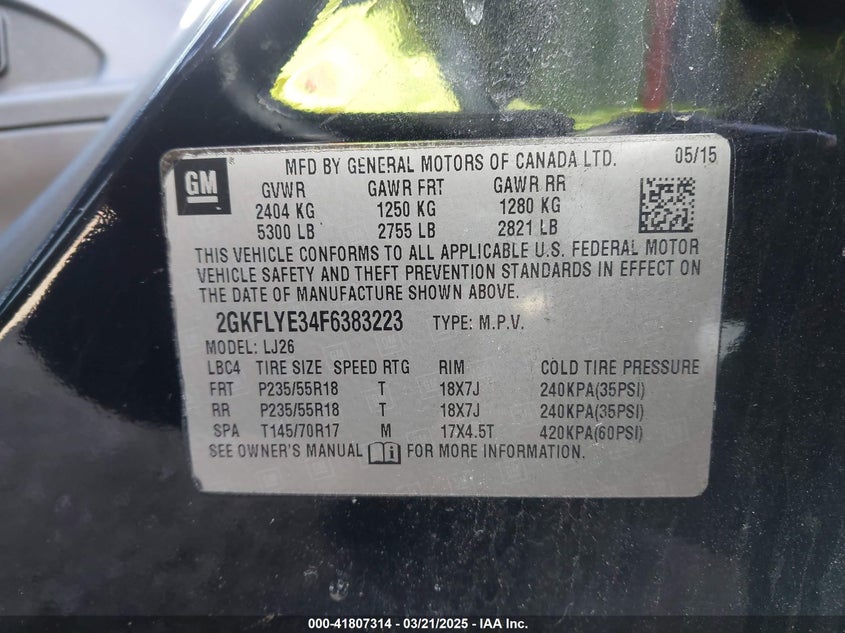 GM
MFD BY GENERAL MOTORS OF CANADA LTD. 05/15
GVWR GAWR FRT GAWR RR
2404 KG 1250 KG 1280 KG
5300 LB 2755 LB 2821 LB
THIS VEHICLE CONFORMS TO ALL APPLICABLE U.S. FEDERAL MOTOR
VEHICLE SAFETY AND THEFT PREVENTION STANDARDS IN EFFECT ON
THE DATE OF MANUFACTURE SHOWN ABOVE.
2GKFLYE34F6383223 TYPE: M.P.V.
MODEL: LJ26
LBC4 TIRE SIZE SPEED RTG RIM COLD TIRE PRESSURE
FRT P235/55R18 T 18X7J 240KPA(35PSI)
RR P235/55R18 T 18X7J 240KPA(35PSI)
SPA T145/70R17 M 17X4.5T 420KPA(60PSI)
SEE OWNER'S MANUAL FOR MORE INFORMATION.
000-41807314 / 03/21/2025 - IAA Inc.